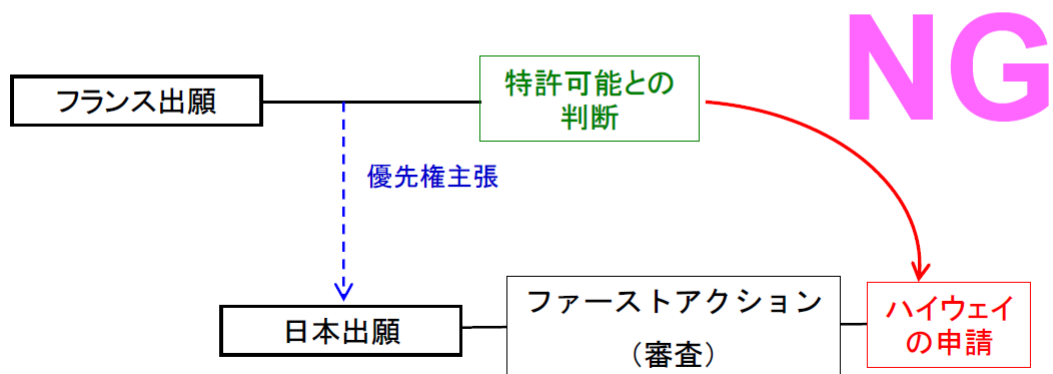 NG
フランス出願
特許可能との
判断
優先権主張
日本出願
ファーストアクション
（審査）
ハイウェイ
の申請